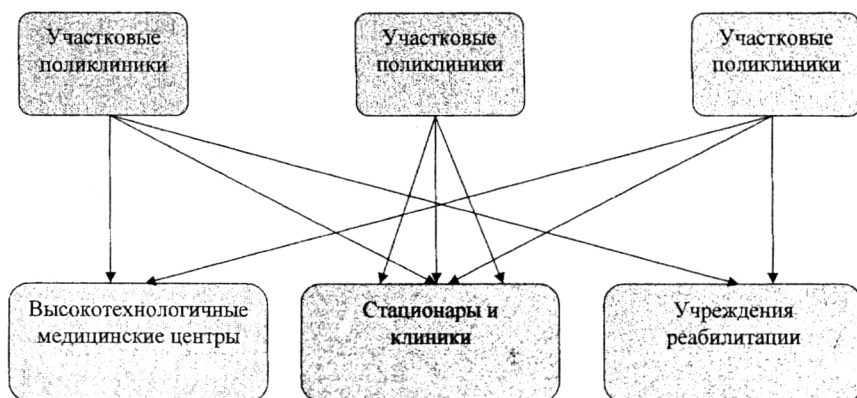 Участковые
поликлиники
Участковые
поликлиники
Участковые
поликлиники
Высокотехнологичные
медицинские центры
Стационары и
клиники
Учреждения
реабилитации